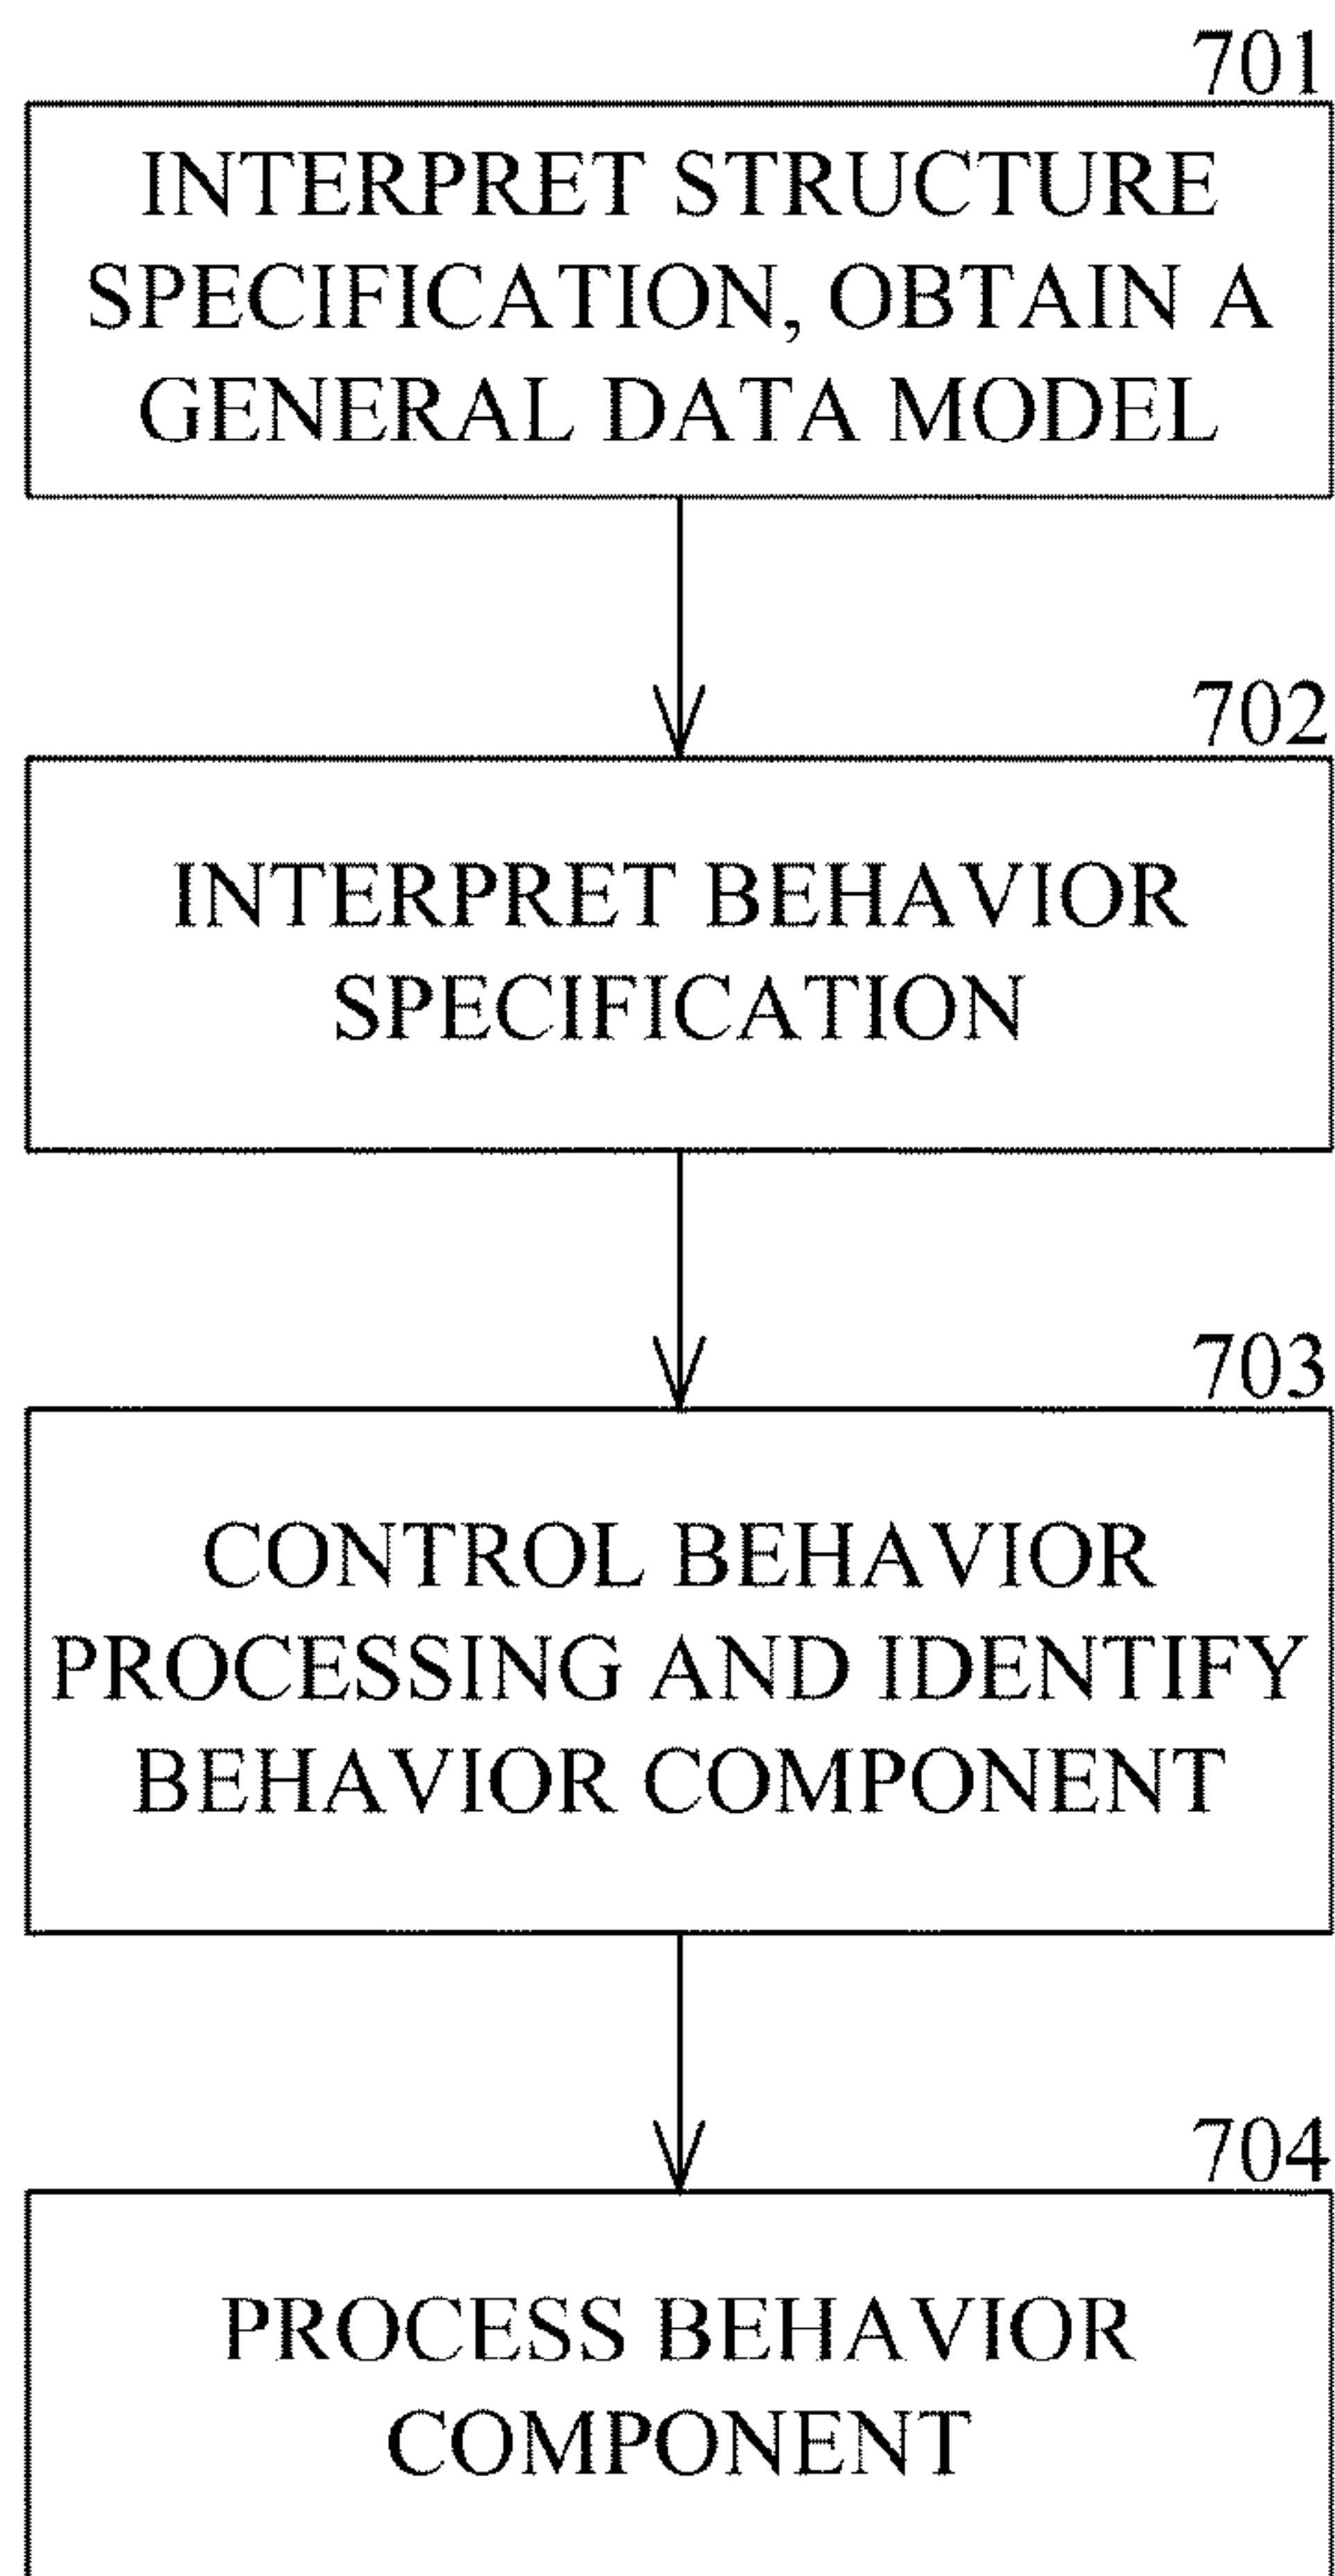 701
INTERPRET STRUCTURE
SPECIFICATION, OBTAIN A
GENERAL DATA MODEL
702
INTERPRET BEHAVIOR
SPECIFICATION
703
CONTROL BEHAVIOR
PROCESSING AND IDENTIFY
BEHAVIOR COMPONENT
704
PROCESS BEHAVIOR
COMPONENT